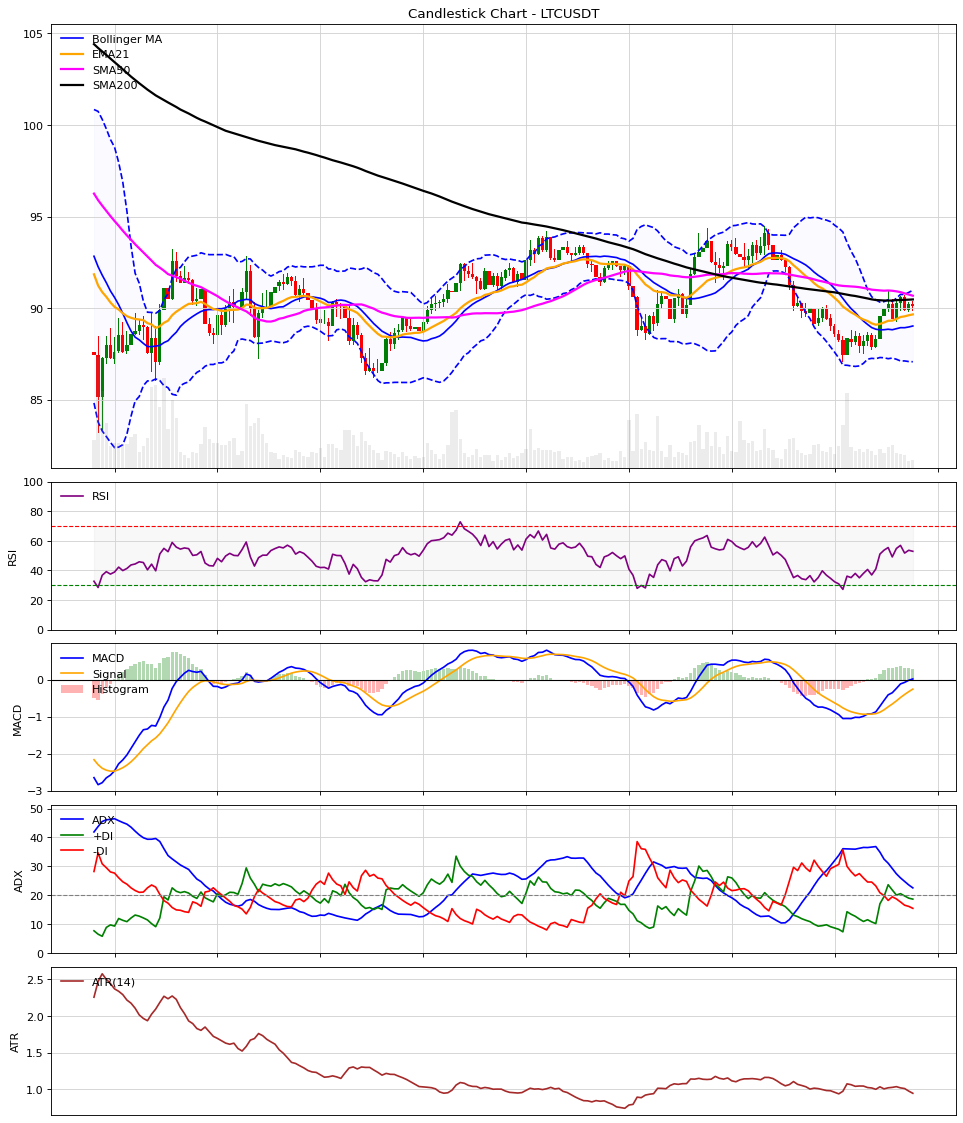 Candlestick Chart - LTCUSDT
105
100
95
90
85
Bollinger MA
EMA21
SMA50
SMA200
100
80
60
40
20
0
RSI
RSI
0
−1
−2
−3
MACD
MACD
Signal
Histogram
50
40
30
20
10
0
ADX
ADX
+DI
-DI
2.5
2.0
1.5
1.0
ATR
ATR(14)